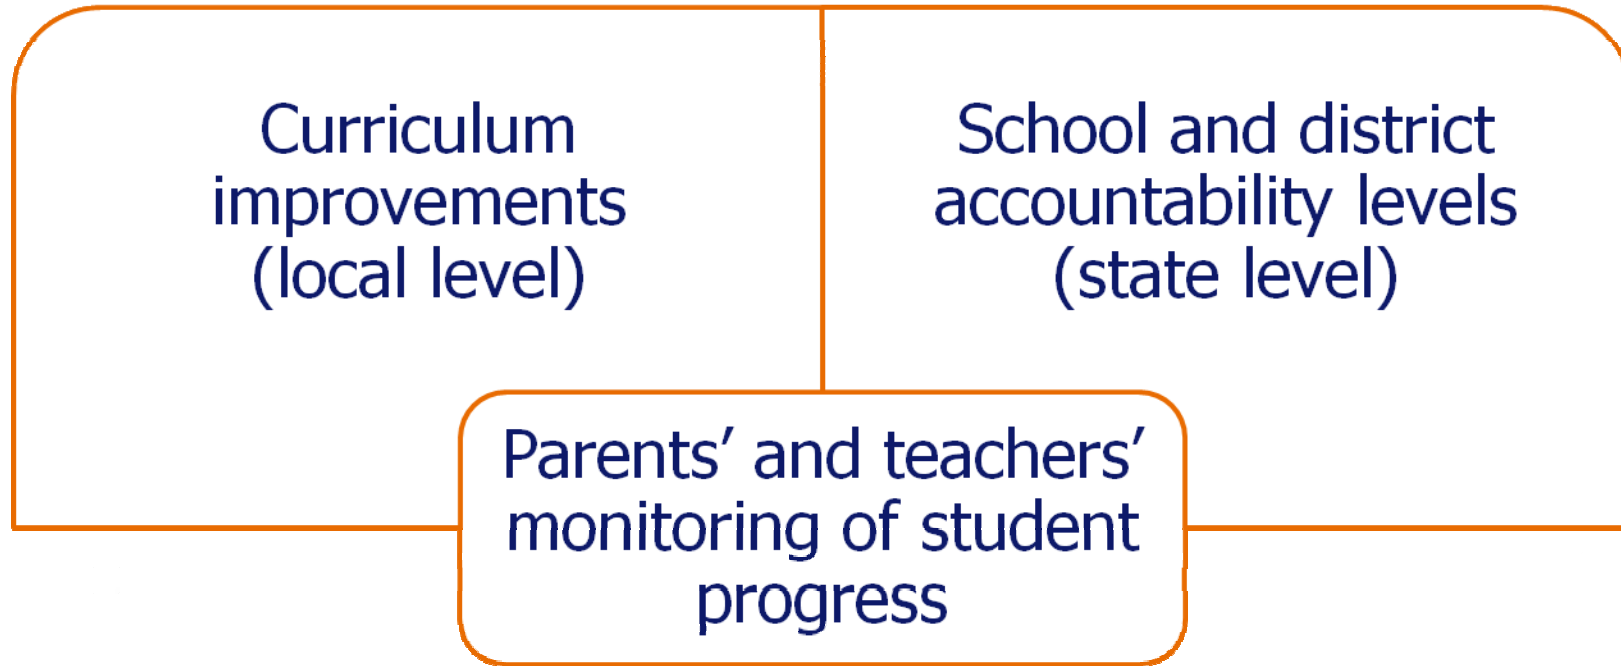 Curriculum
improvements
(local level)
School and district
accountability levels
(state level)
Parents’ and teachers’
monitoring of student
progress